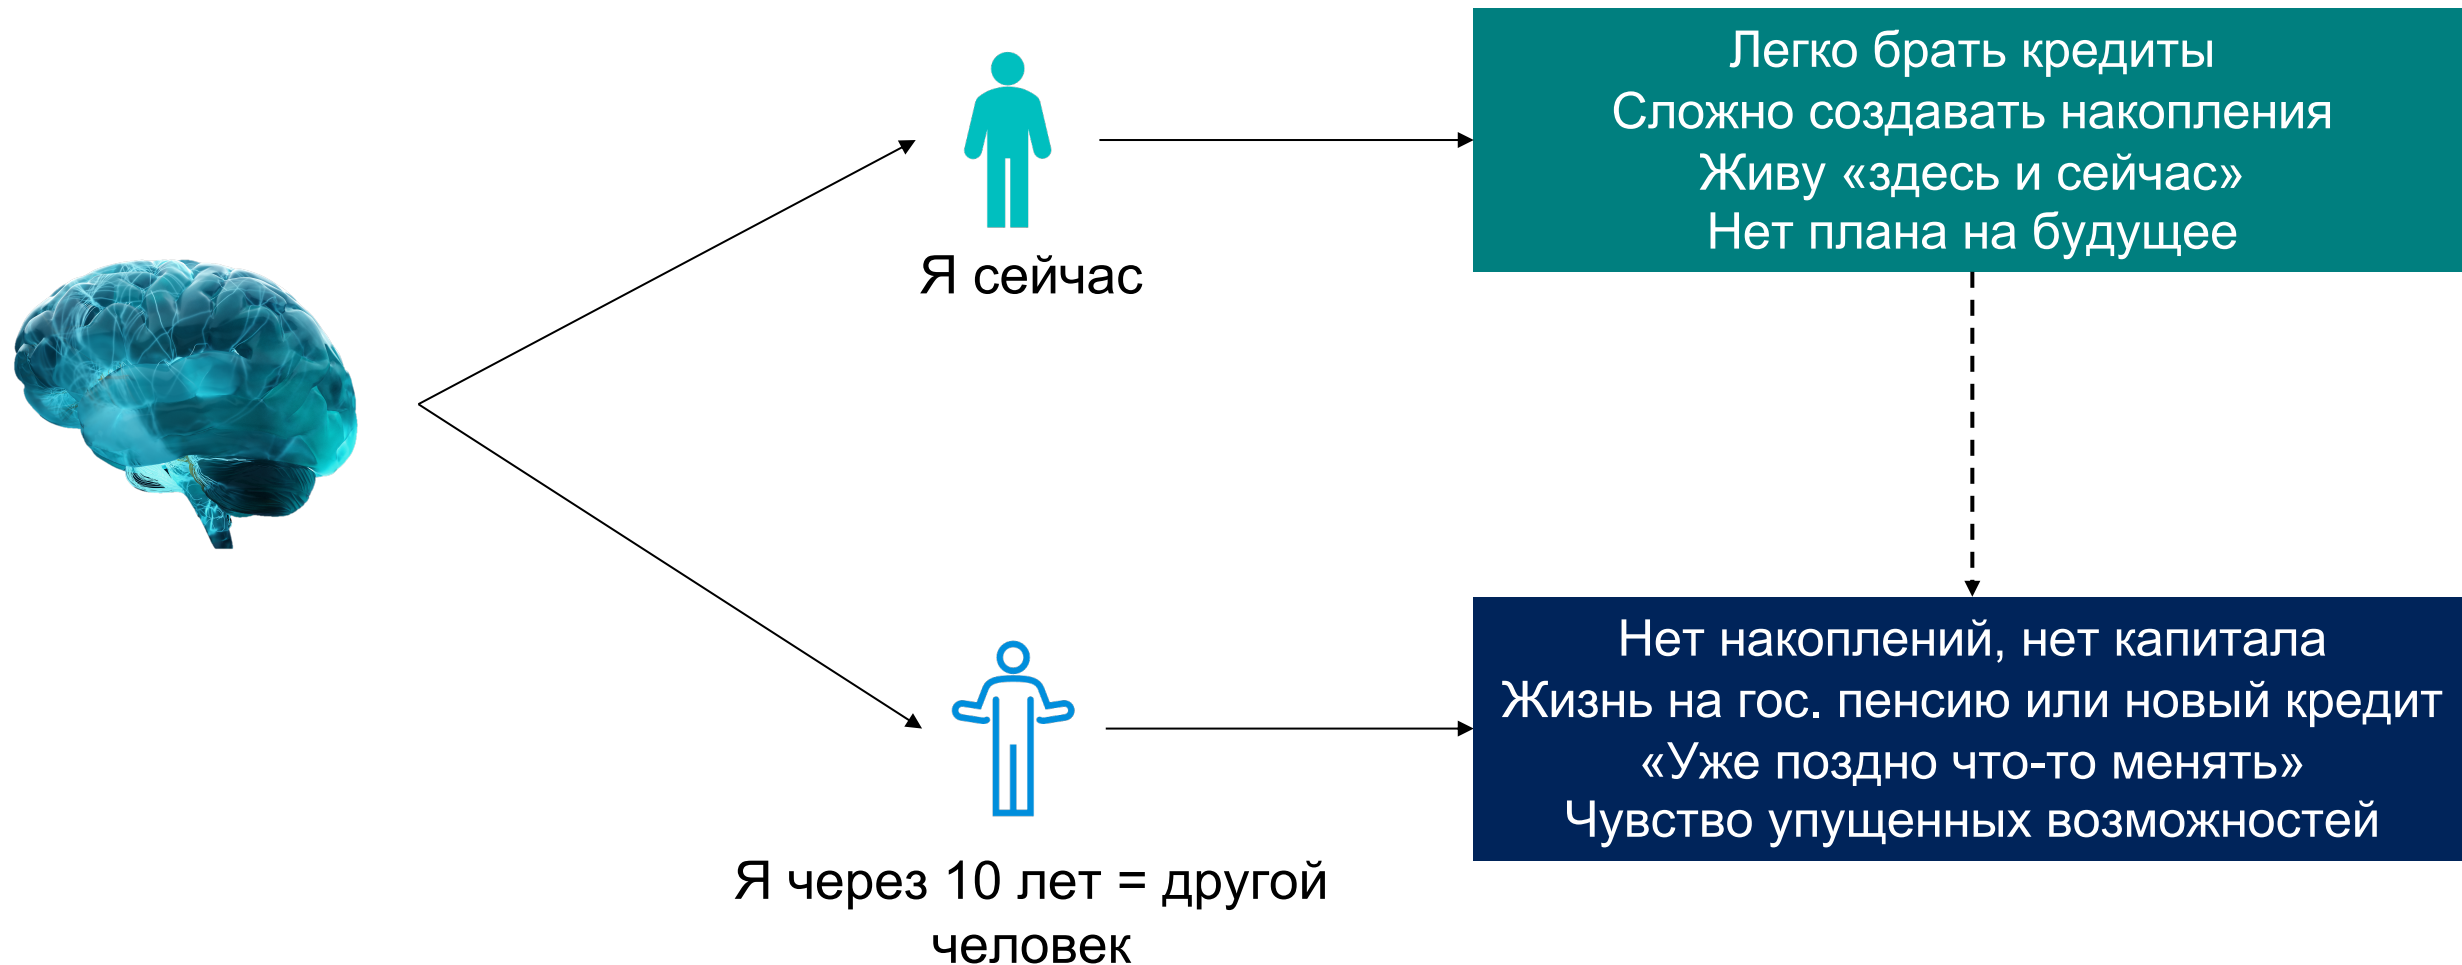 Легко брать кредиты
Сложно создавать накопления
Живу «здесь и сейчас»
Нет плана на будущее
Я сейчас
Нет накоплений, нет капитала
Жизнь на гос. пенсию или новый кредит
«Уже поздно что-то менять»
Чувство упущенных возможностей
Я через 10 лет = другой
человек